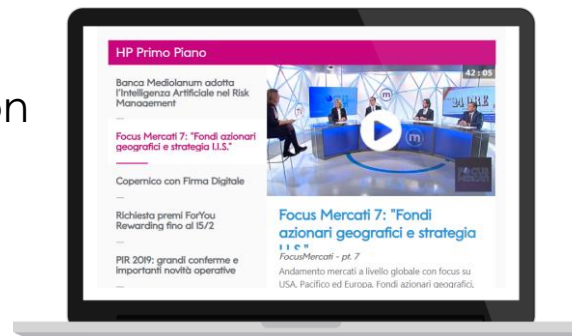 on
HP Primo Piano
Banca Mediolanum adotta
l'Intelligenza Artificiale nel Risk
Management
Focus Mercati 7: "Fondi azionari
geografici e strategia I.I.S."
Copernico con Firma Digitale
Richiesta premi ForYou
Rewarding fino al 15/2
PIR 2019: grandi conferme e
importanti novità operative
42:05
m
m
FOCUS
MERCATI
Focus Mercati 7: "Fondi
azionari geografici e strategia
I.I.S."
FocusMercati - pt. 7
Andamento mercati a livello globale con focus su
USA, Pacifico ed Europa. Fondi azionari geografici,